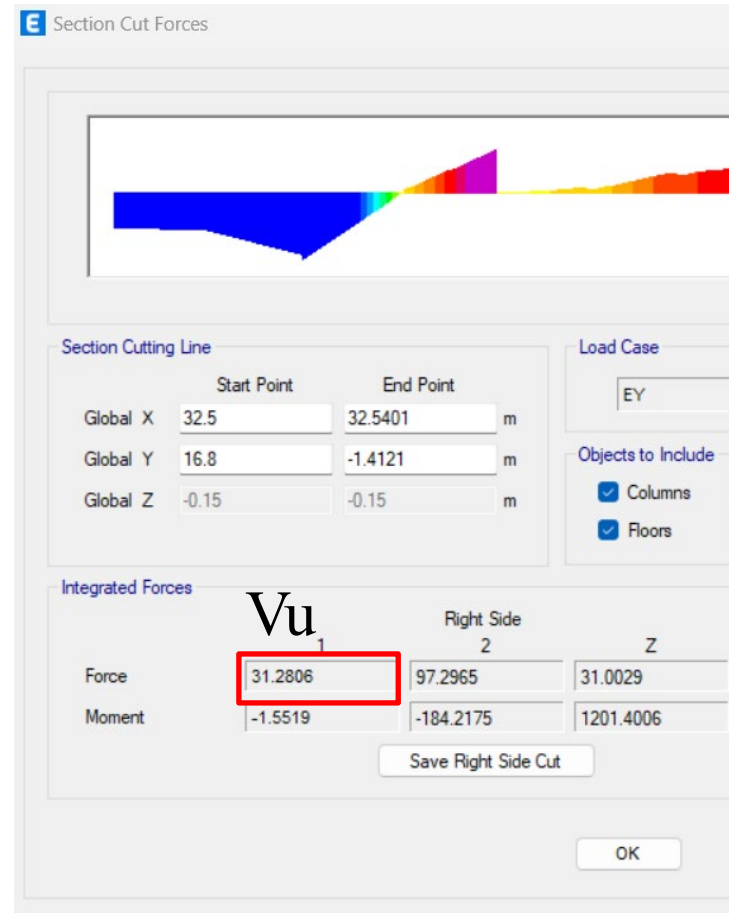 E Section Cut Forces
Section Cutting Line
Load Case
Start Point End Point
EY
Global X 32.5 32.5401 m
Global Y 16.8 -1.4121 m
Objects to Include
Global Z -0.15 -0.15 m
Columns
Floors
Integrated Forces
Vu
Right Side
1 2 Z
Force 31.2806 97.2965 31.0029
Moment -1.5519 -184.2175 1201.4006
Save Right Side Cut
OK